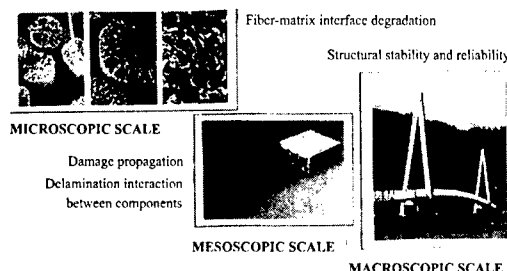 Fiber-matrix interface degradation
Structural stability and reliability
MICROSCOPIC SCALE
Damage propagation
Delamination interaction
between components
MESOSCOPIC SCALE
MACROSCOPIC SCALE